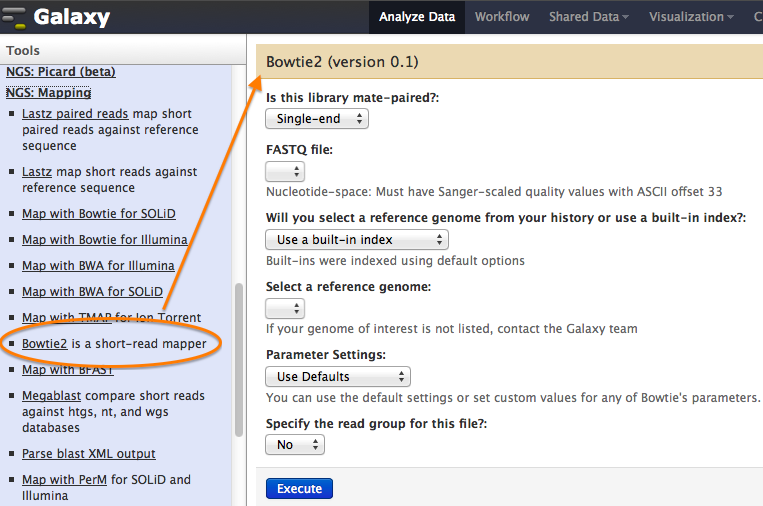 Galaxy
Analyze Data
Workflow
Shared Data
Visualization
C
Tools
NGS: Picard (beta)
NGS: Mapping
Lastz paired reads map short
paired reads against reference
sequence
Lastz map short reads against
reference sequence
Map with Bowtie for SOLiD
Map with Bowtie for Illumina
Map with BWA for Illumina
Map with BWA for SOLiD
Map with TMAP for Ion Torrent
Bowtie2 is a short-read mapper
Map with BFAST
Megablast compare short reads
against htgs, nt, and wgs
databases
Parse blast XML output
Map with PerM for SOLiD and
Illumina
Bowtie2 (version 0.1)
Is this library mate-paired?:
Single-end
FASTQ file:
Nucleotide-space: Must have Sanger-scaled quality values with ASCII offset 33
Will you select a reference genome from your history or use a built-in index?:
Use a built-in index
Built-ins were indexed using default options
Select a reference genome:
If your genome of interest is not listed, contact the Galaxy team
Parameter Settings:
Use Defaults
You can use the default settings or set custom values for any of Bowtie's parameters.
Specify the read group for this file?:
No
Execute